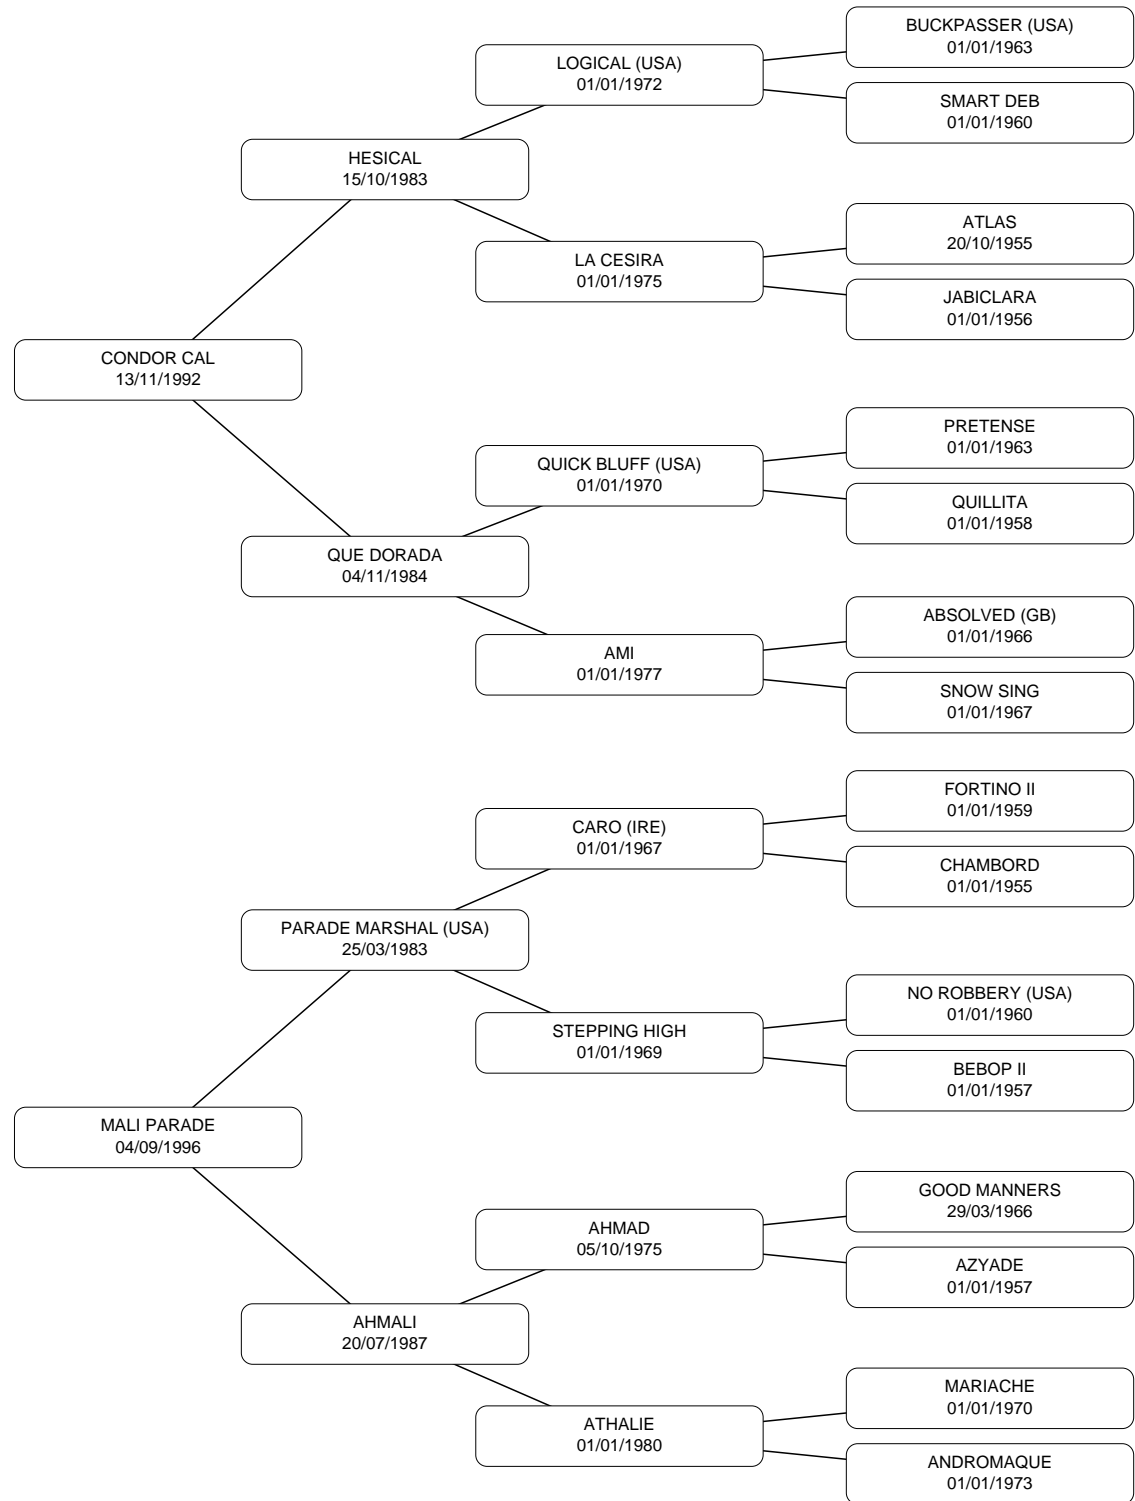 BUCKPASSER (USA)
01/01/1963
LOGICAL (USA)
01/01/1972
SMART DEB
01/01/1960
HESICAL
15/10/1983
ATLAS
20/10/1955
LA CESIRA
01/01/1975
JABICLARA
01/01/1956
CONDOR CAL
13/11/1992
PRETENSE
01/01/1963
QUICK BLUFF (USA)
01/01/1970
QUILLITA
01/01/1958
QUE DORADA
04/11/1984
ABSOLVED (GB)
01/01/1966
AMI
01/01/1977
SNOW SING
01/01/1967
FORTINO II
01/01/1959
CARO (IRE)
01/01/1967
CHAMBORD
01/01/1955
PARADE MARSHAL (USA)
25/03/1983
NO ROBBERY (USA)
01/01/1960
STEPPING HIGH
01/01/1969
BEBOP II
01/01/1957
MALI PARADE
04/09/1996
GOOD MANNERS
29/03/1966
AHMAD
05/10/1975
AZYADE
01/01/1957
AHMALI
20/07/1987
MARIACHE
01/01/1970
ATHALIE
01/01/1980
ANDROMAQUE
01/01/1973